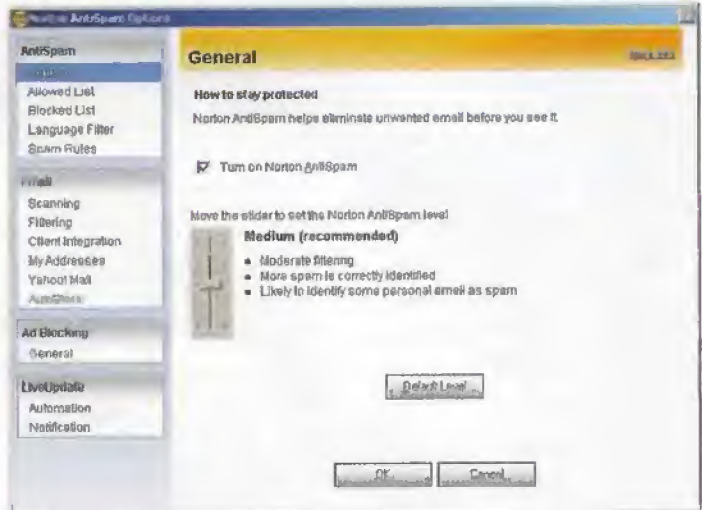 Norton AntiSpam Options
AntiSpam
Allowed List
Blocked List
Language Filter
Spam Rules
Email
Scanning
Filtering
Client Integration
My Addresses
Yahoo! Mail
Ad Blocking
General
LiveUpdate
Automation
Notification
General
How to stay protected
Norton AntiSpam helps eliminate unwanted email before you see it.
Turn on Norton AntiSpam
Move the slider to set the Norton AntiSpam level
Medium (recommended)
Moderate filtering
More spam is correctly identified
Likely to identify some personal email as spam
Default Level
OK
Cancel